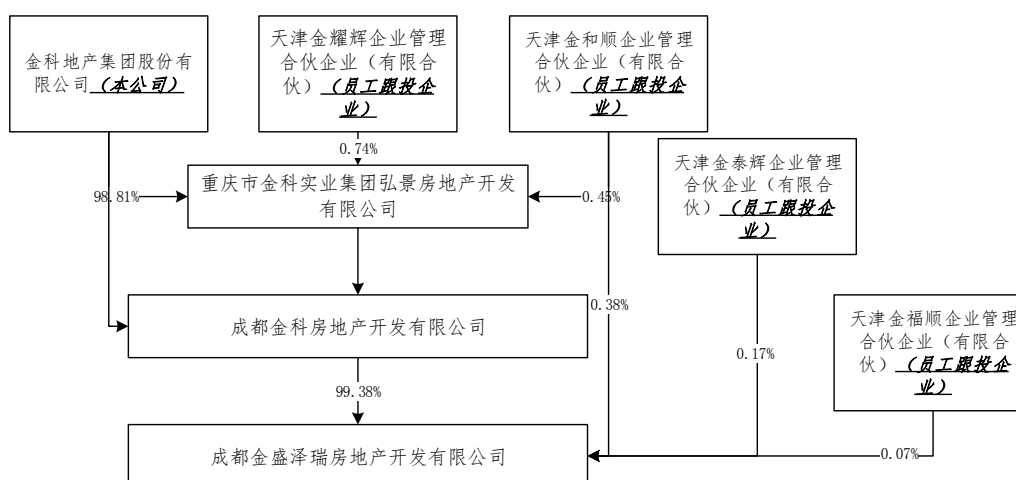 金科地产集团股份有
限公司（本公司）
天津金耀辉企业管理
合伙企业（有限合
伙）（员工跟投企
业）
天津金和顺企业管理
合伙企业（有限合
伙）（员工跟投企
业）
0.74%
天津金泰辉企业管理
合伙企业（有限合
伙）（员工跟投企
业）
98.81%
重庆市金科实业集团弘景房地产开发
有限公司
0.45%
成都金科房地产开发有限公司
0.38%
天津金福顺企业管理
合伙企业（有限合
伙）（员工跟投企
业）
0.17%
99.38%
成都金盛泽瑞房地产开发有限公司
0.07%